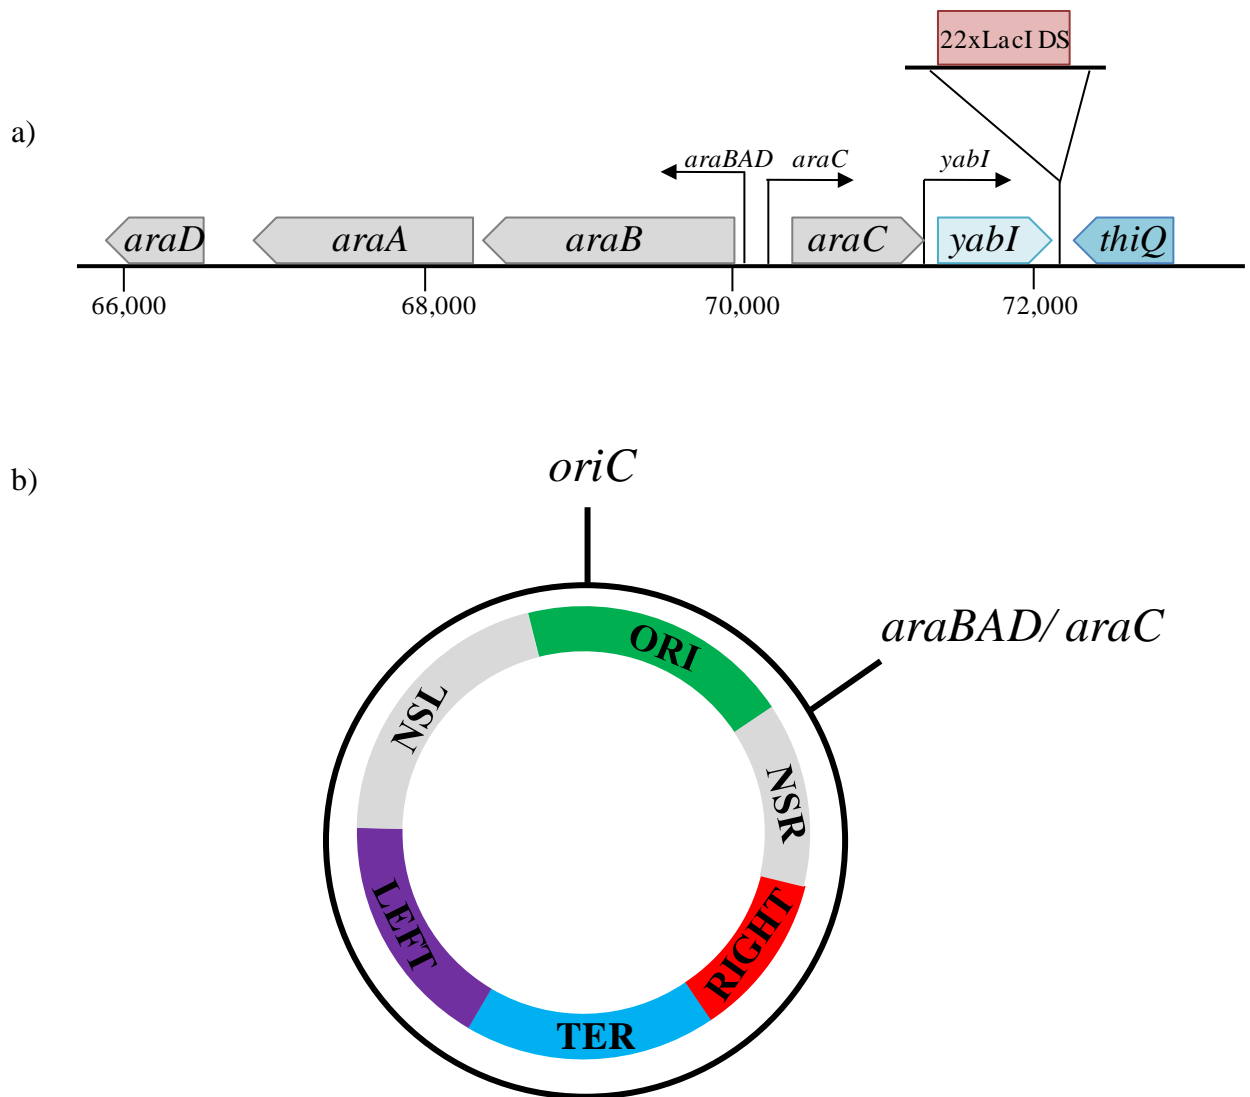 22xLacI DS
a)
araBAD araC yabI
araD araA araB araC yabI thiQ
66,000 68,000 70,000 72,000
b)
oriC
araBAD/ araC
ORI
NSL
NSR
LEFT
RIGHT
TER